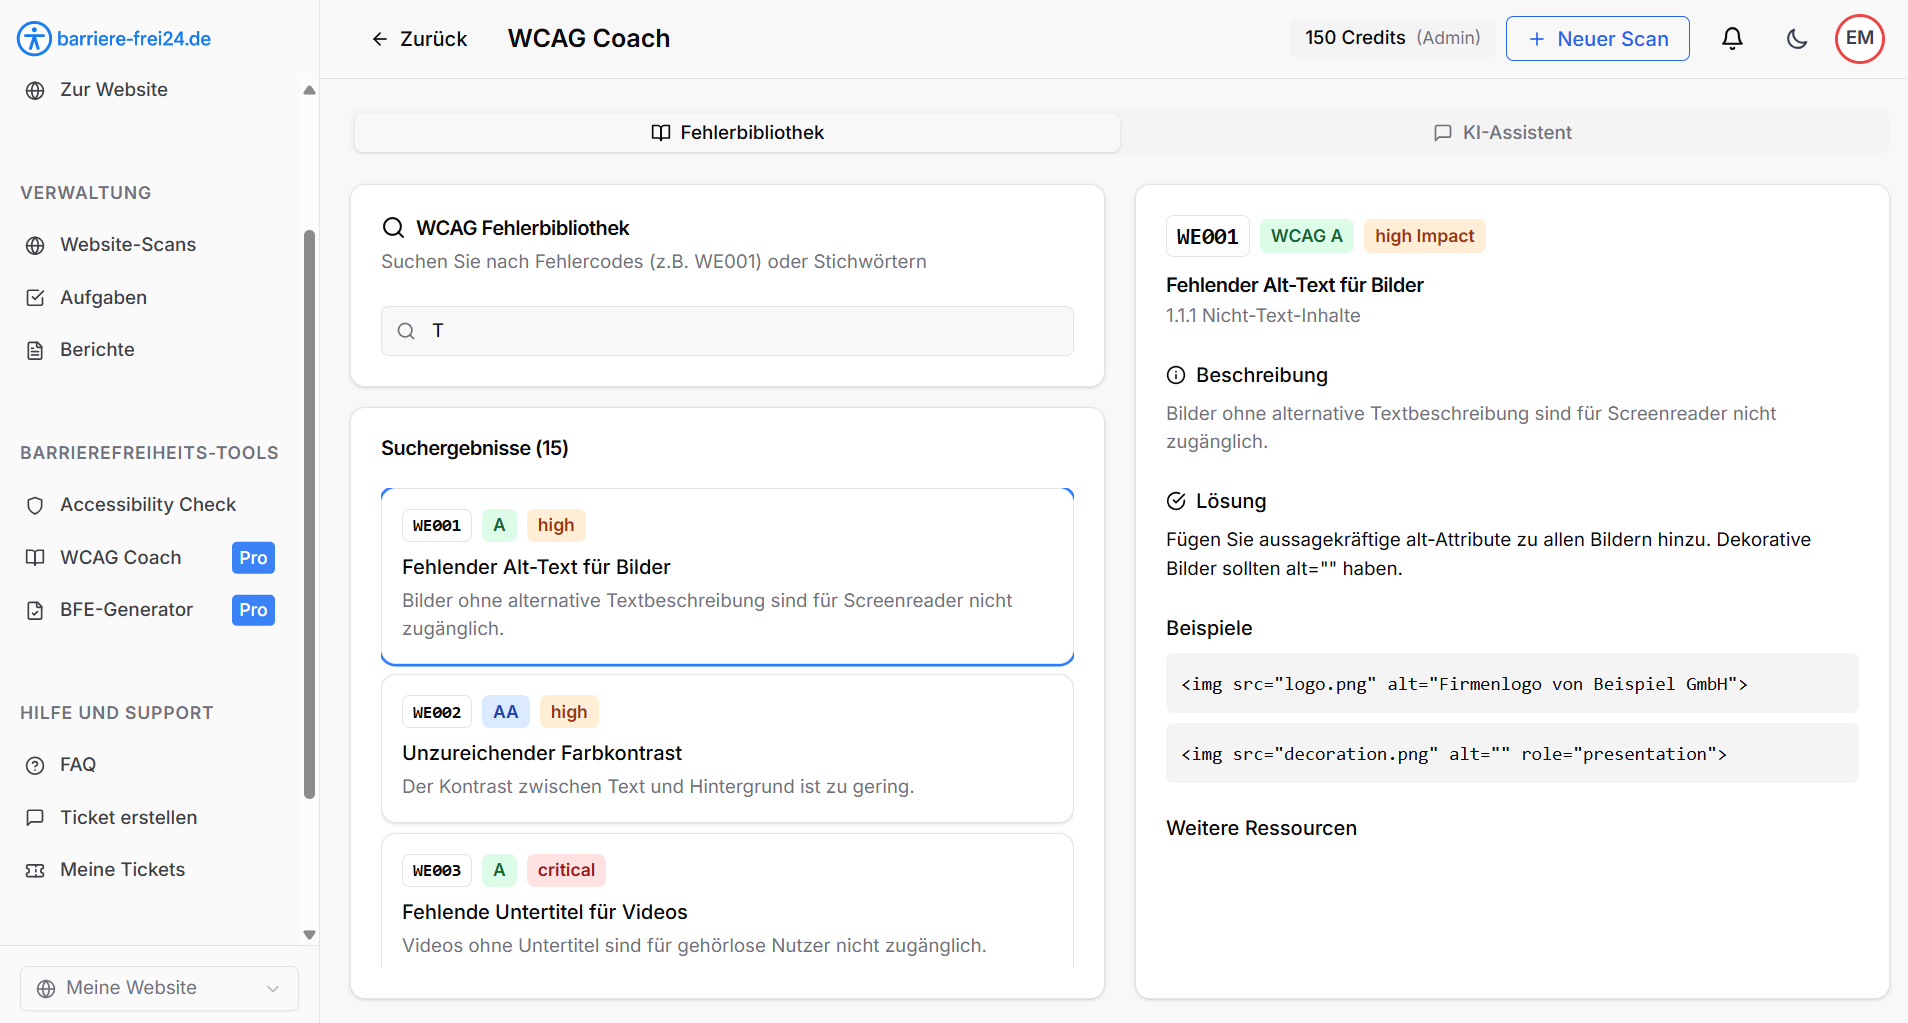 barriere-frei24.de
Zur Website
VERWALTUNG
Website-Scans
Aufgaben
Berichte
BARRIEREFREIHEITS-TOOLS
Accessibility Check
WCAG Coach Pro
BFE-Generator Pro
HILFE UND SUPPORT
FAQ
Ticket erstellen
Meine Tickets
Meine Website
Zurück WCAG Coach 150 Credits (Admin) + Neuer Scan EM
Fehlerbibliothek KI-Assistent
WCAG Fehlerbibliothek
Suchen Sie nach Fehlercodes (z.B. WE001) oder Stichwörtern
T
Suchergebnisse (15)
WE001 A high
Fehlender Alt-Text für Bilder
Bilder ohne alternative Textbeschreibung sind für Screenreader nicht
zugänglich.
WE002 AA high
Unzureichender Farbkontrast
Der Kontrast zwischen Text und Hintergrund ist zu gering.
WE003 A critical
Fehlende Untertitel für Videos
Videos ohne Untertitel sind für gehörlose Nutzer nicht zugänglich.
WE001 WCAG A high Impact
Fehlender Alt-Text für Bilder
1.1.1 Nicht-Text-Inhalte
Beschreibung
Bilder ohne alternative Textbeschreibung sind für Screenreader nicht
zugänglich.
Lösung
Fügen Sie aussagekräftige alt-Attribute zu allen Bildern hinzu. Dekorative
Bilder sollten alt="" haben.
Beispiele
<img src="logo.png" alt="Firmenlogo von Beispiel GmbH">
<img src="decoration.png" alt="" role="presentation">
Weitere Ressourcen